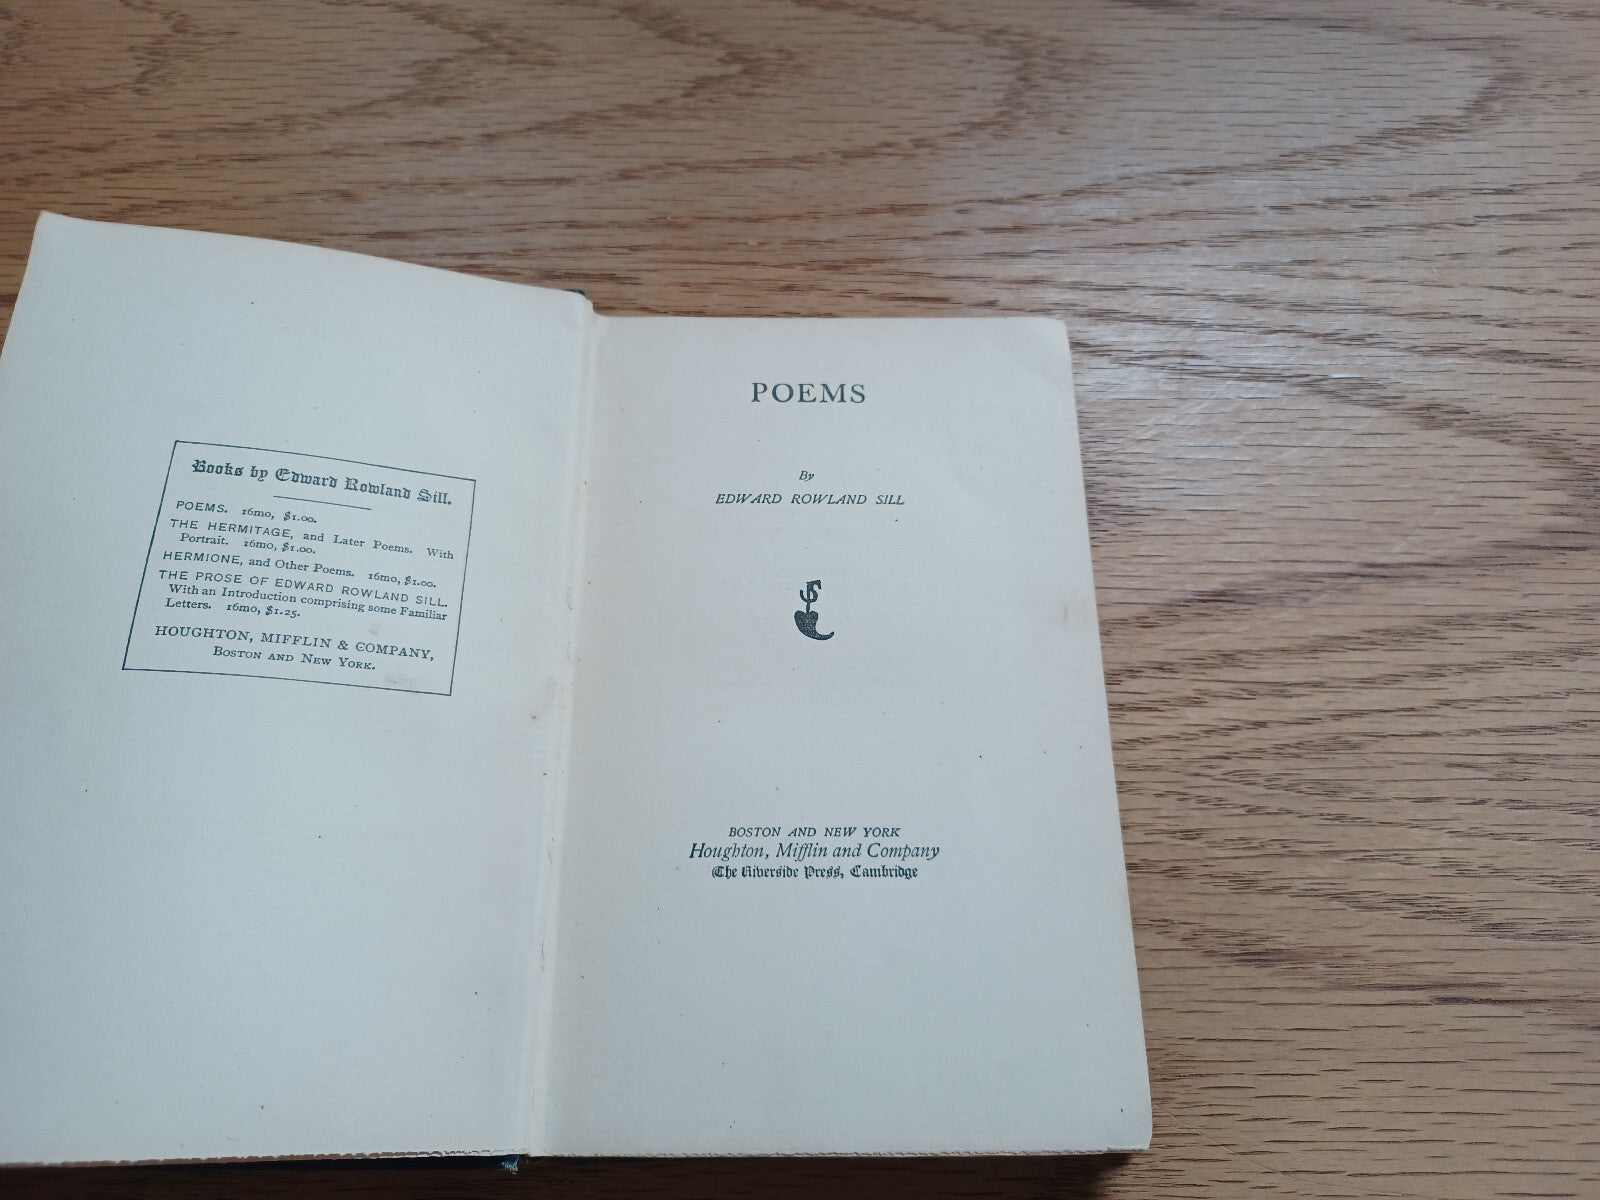 Books by Edward Rowland Sill.
POEMS. 16mo, $1.00.
THE HERMITAGE, and Later Poems. With
Portrait. 16mo, $1.00.
HERMIONE, and Other Poems. 16mo, $1.00.
THE PROSE OF EDWARD ROWLAND SILL.
With an Introduction comprising some Familiar
Letters. 16mo, $1.25.
HOUGHTON, MIFFLIN & COMPANY,
BOSTON AND NEW YORK.
POEMS
By
EDWARD ROWLAND SILL
BOSTON AND NEW YORK
Houghton, Mifflin and Company
The Riverside Press, Cambridge